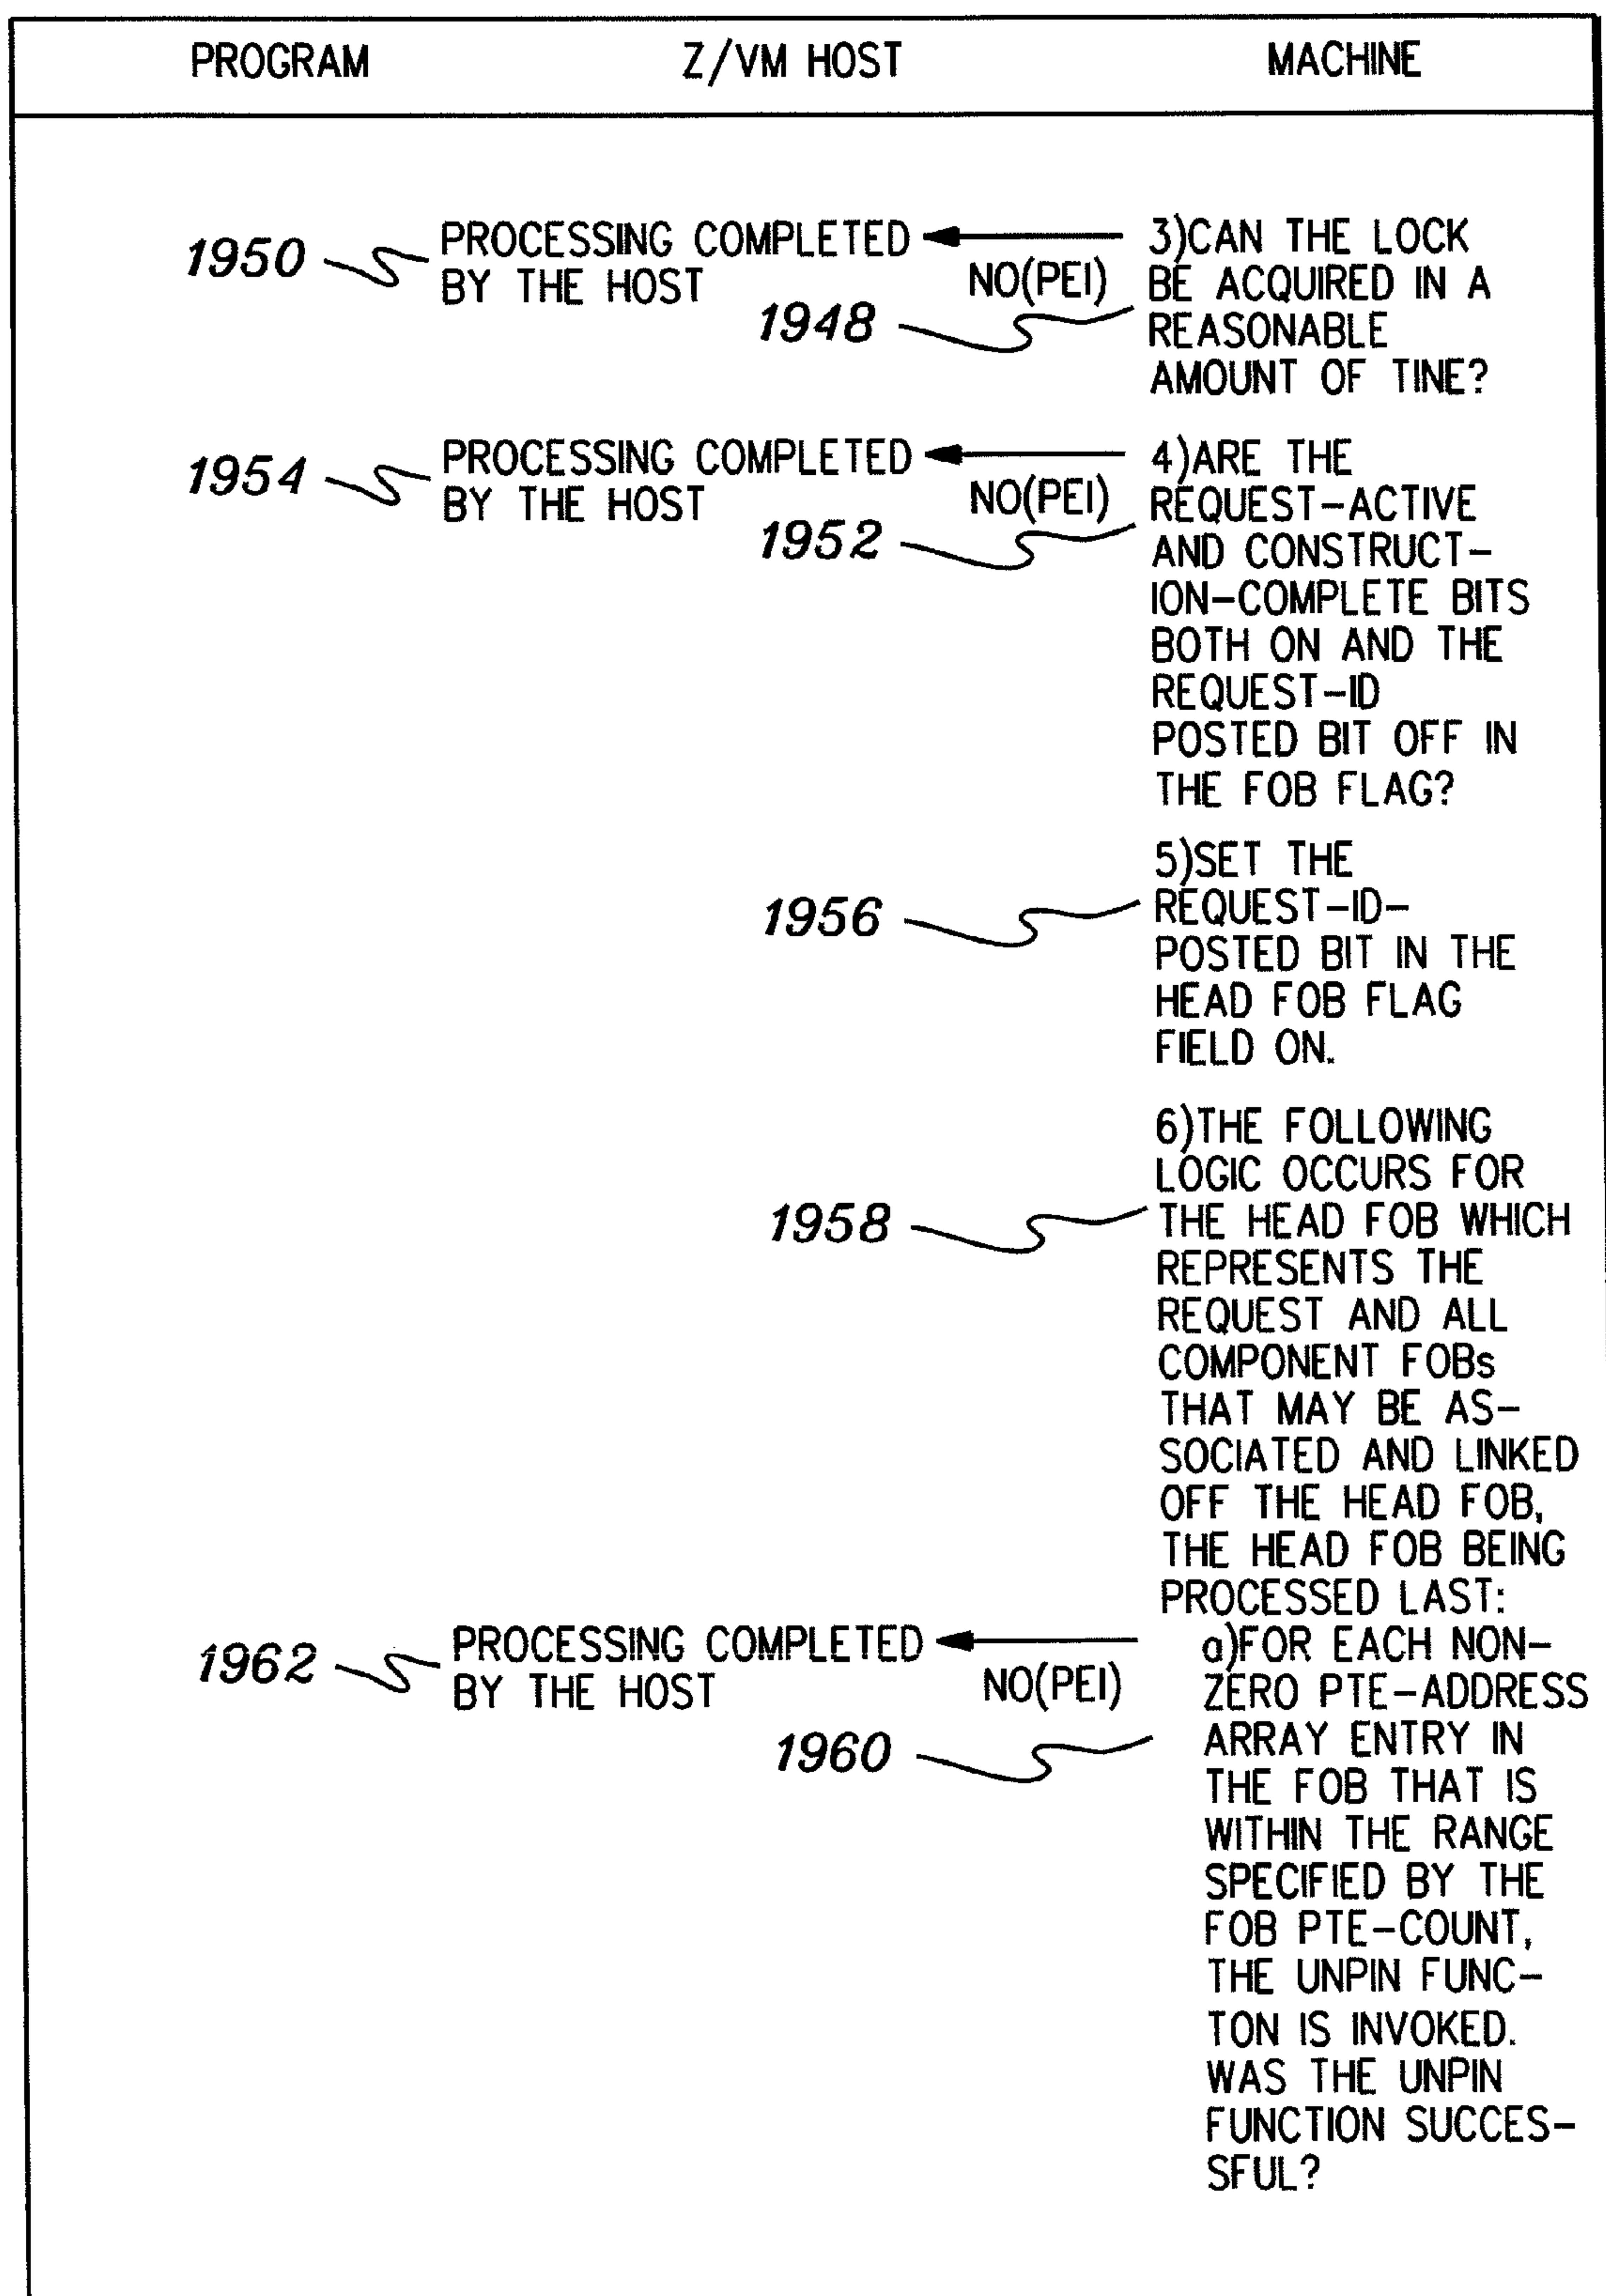 PROGRAM Z/VM HOST MACHINE
1950 PROCESSING COMPLETED
BY THE HOST
NO(PEI)
1948
3)CAN THE LOCK
BE ACQUIRED IN A
REASONABLE
AMOUNT OF TINE?
1954 PROCESSING COMPLETED
BY THE HOST
NO(PEI)
1952
4)ARE THE
REQUEST-ACTIVE
AND CONSTRUCT-
ION-COMPLETE BITS
BOTH ON AND THE
REQUEST-ID
POSTED BIT OFF IN
THE FOB FLAG?
1956
5)SET THE
REQUEST-ID-
POSTED BIT IN THE
HEAD FOB FLAG
FIELD ON.
1958
6)THE FOLLOWING
LOGIC OCCURS FOR
THE HEAD FOB WHICH
REPRESENTS THE
REQUEST AND ALL
COMPONENT FOBs
THAT MAY BE AS-
SOCIATED AND LINKED
OFF THE HEAD FOB,
THE HEAD FOB BEING
PROCESSED LAST:
1962 PROCESSING COMPLETED
BY THE HOST
NO(PEI)
1960
a)FOR EACH NON-
ZERO PTE-ADDRESS
ARRAY ENTRY IN
THE FOB THAT IS
WITHIN THE RANGE
SPECIFIED BY THE
FOB PTE-COUNT,
THE UNPIN FUNC-
TON IS INVOKED.
WAS THE UNPIN
FUNCTION SUCCES-
SFUL?